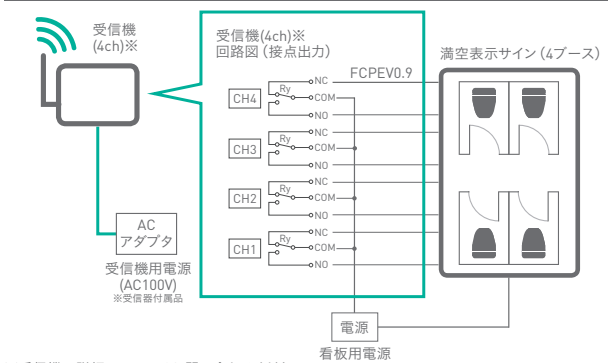 受信機
(4ch)※
受信機(4ch)※
回路図（接点出力）
FCPEV0.9
満空表示サイン（4ブース）
CH4
Ry
NC
COM
NO
CH3
Ry
NC
COM
NO
CH2
Ry
NC
COM
NO
CH1
Ry
NC
COM
NO
AC
アダプタ
受信機用電源
(AC100V)
※受信器付属品
電源
看板用電源